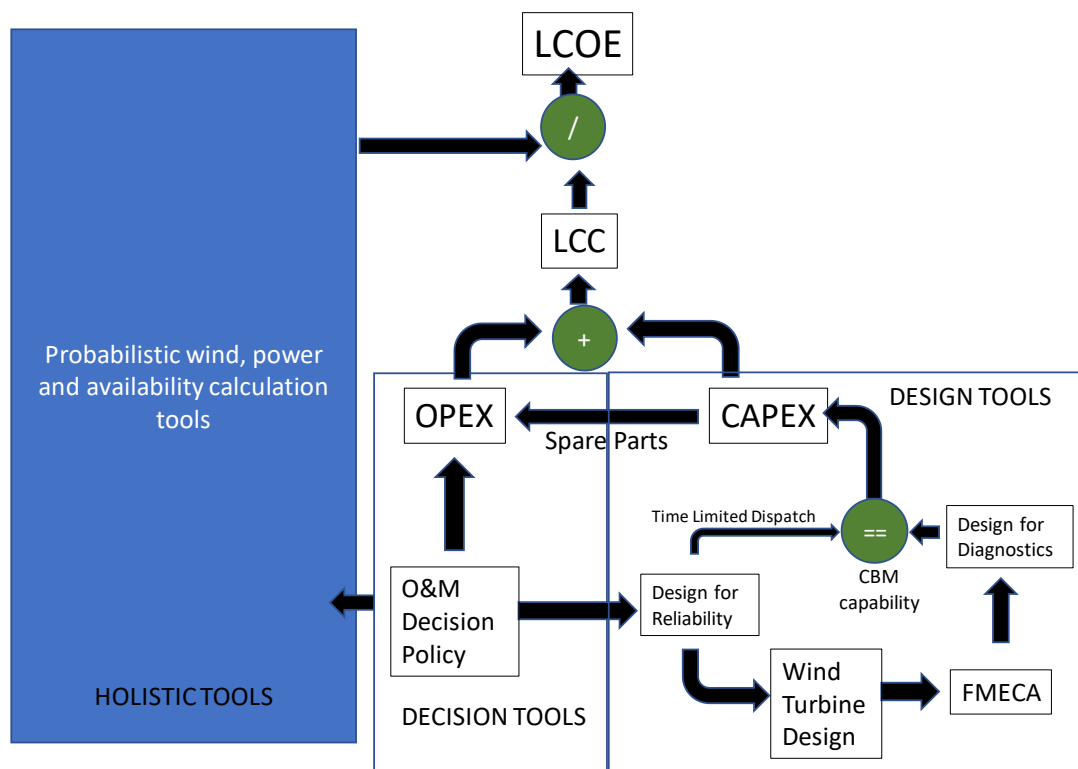 LCOE
/
LCC
+
Probabilistic wind, power
and availability calculation
tools
HOLISTIC TOOLS
OPEX
Spare Parts
CAPEX
DESIGN TOOLS
Time Limited Dispatch
==
CBM
capability
Design for
Diagnostics
O&M
Decision
Policy
Design for
Reliability
DECISION TOOLS
Wind
Turbine
Design
FMECA